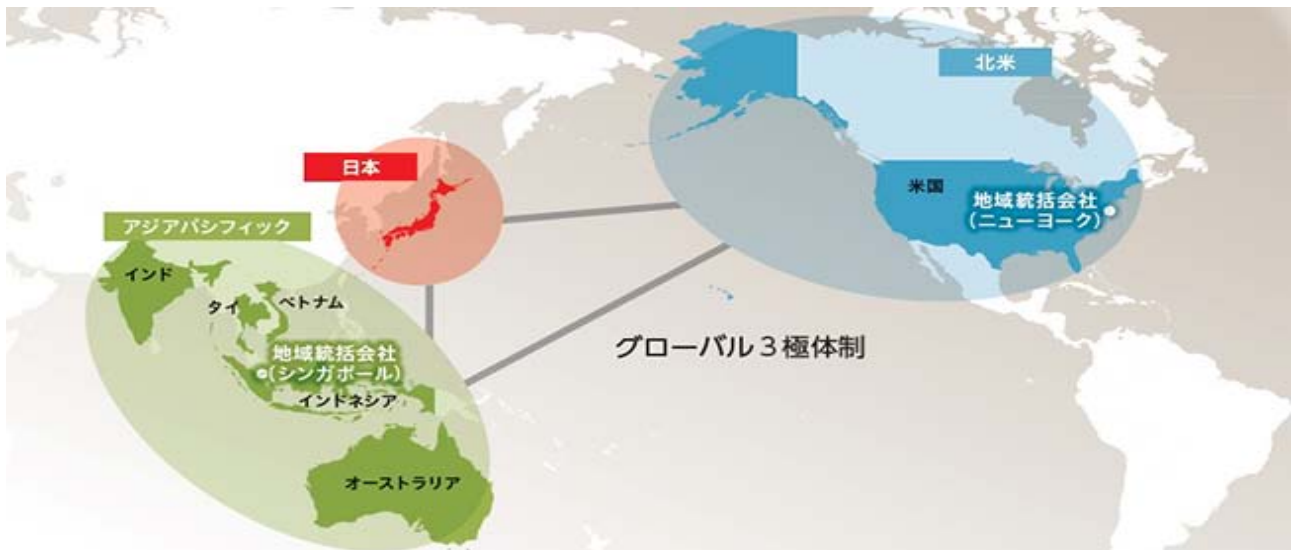 北米
日本
米国
地域統括会社
(ニューヨーク)
アジアパシフィック
インド
タイ
ベトナム
地域統括会社
(シンガポール)
インドネシア
オーストラリア
グローバル3極体制